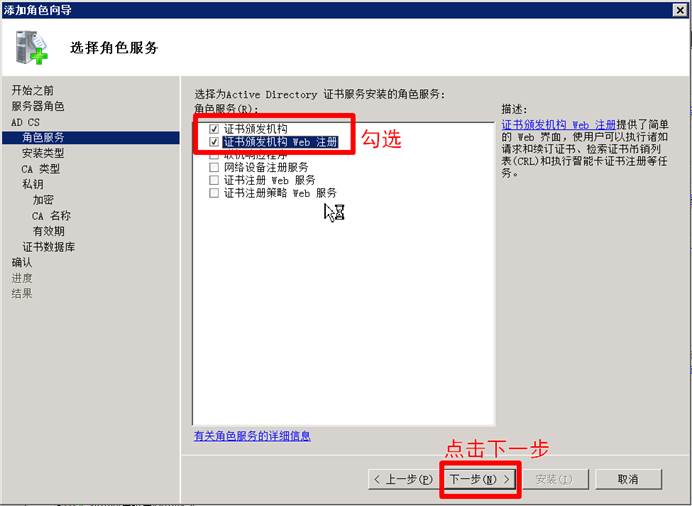 添加角色向导
选择角色服务
开始之前
服务器角色
AD CS
角色服务
安装类型
CA 类型
私钥
加密
CA 名称
有效期
证书数据库
确认
进度
结果
选择为Active Directory 证书服务安装的角色服务:
角色服务(R):
证书颁发机构
证书颁发机构 Web 注册
勾选
联机响应程序
网络设备注册服务
证书注册 Web 服务
证书注册策略 Web 服务
有关角色服务的详细信息
描述:
证书颁发机构 Web 注册提供了简单
的 Web 界面，使用户可以执行诸如
请求和续订证书、检索证书吊销列
表(CRL)和执行智能卡证书注册等任
务。
点击下一步
< 上一步(P)
下一步(N) >
安装(I)
取消